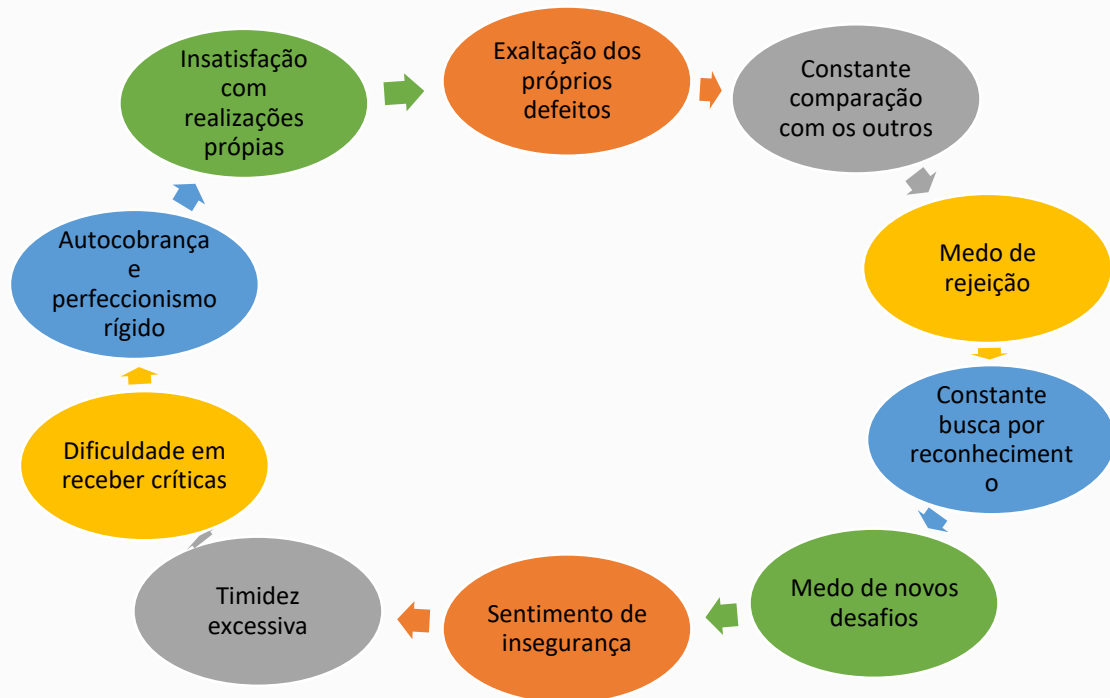 Exaltação dos
próprios
defeitos
Constante
comparação
com os outros
Medo de
rejeição
Constante
busca por
reconheciment
o
Medo de novos
desafios
Sentimento de
insegurança
Timidez
excessiva
Dificuldade em
receber críticas
Autocobrança
e
perfeccionismo
rígido
Insatisfação
com
realizações
própias